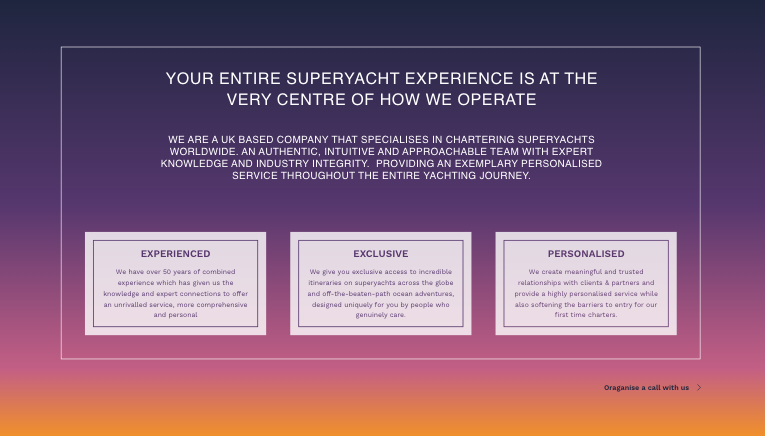 YOUR ENTIRE SUPERYACHT EXPERIENCE IS AT THE
VERY CENTRE OF HOW WE OPERATE
WE ARE A UK BASED COMPANY THAT SPECIALISES IN CHARTERING SUPERYACHTS
WORLDWIDE. AN AUTHENTIC, INTUITIVE AND APPROACHABLE TEAM WITH EXPERT
KNOWLEDGE AND INDUSTRY INTEGRITY.  PROVIDING AN EXEMPLARY PERSONALISED
SERVICE THROUGHOUT THE ENTIRE YACHTING JOURNEY.
EXPERIENCED
We have over 50 years of combined
experience which has given us the
knowledge and expert connections to offer
an unrivalled service, more comprehensive
and personal
EXCLUSIVE
We give you exclusive access to incredible
itineraries on superyachts across the globe
and off-the-beaten-path ocean adventures,
designed uniquely for you by people who
genuinely care.
PERSONALISED
We create meaningful and trusted
relationships with clients & partners and
provide a highly personalised service while
also softening the barriers to entry for our
first time charters.
Oraganise a call with us